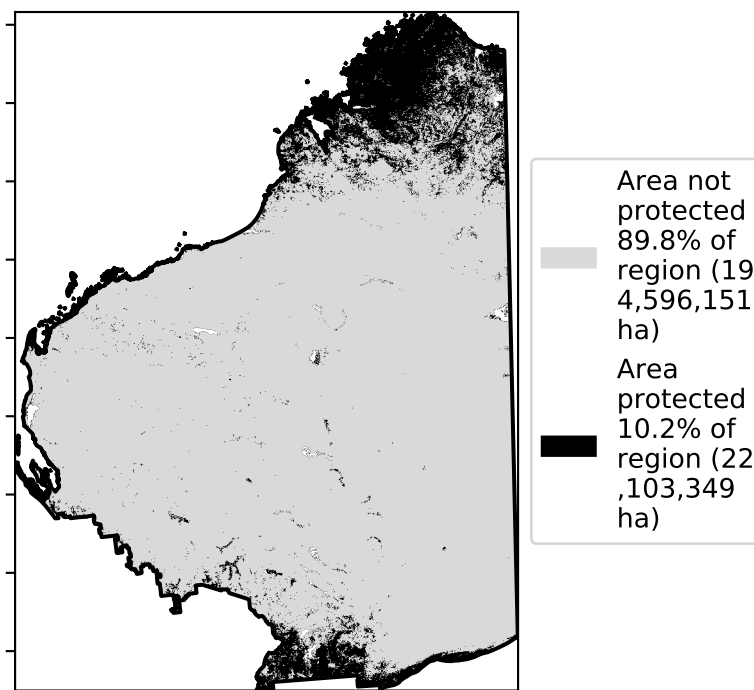 Area not
protected
89.8% of
region (19
4,596,151
ha)
Area
protected
10.2% of
region (22
,103,349
ha)